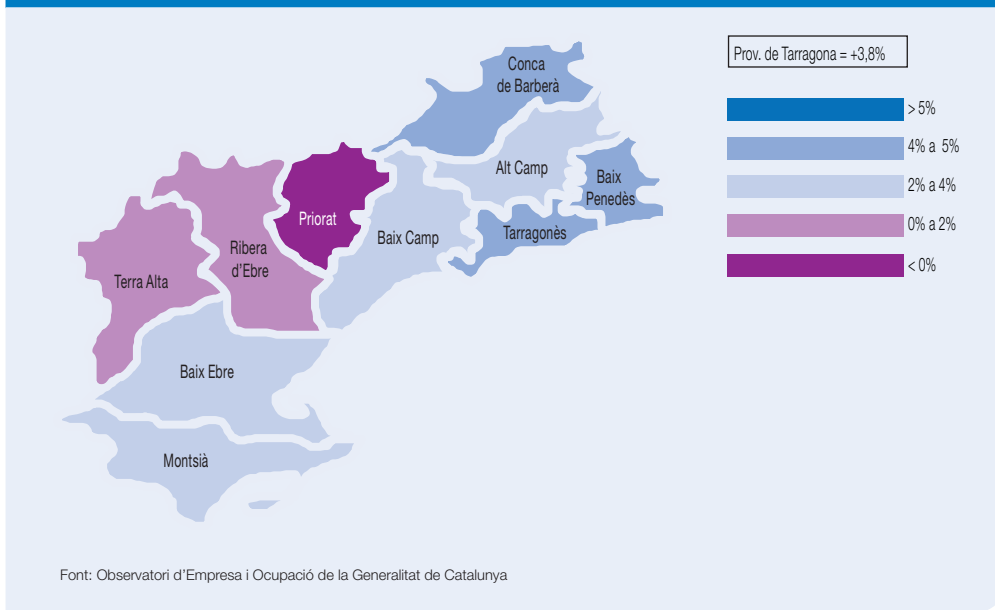 Prov. de Tarragona = +3,8%
> 5%
4% a 5%
2% a 4%
0% a 2%
< 0%
Conca
de Barberà
Alt Camp
Baix
Penedès
Priorat
Tarragonès
Baix Camp
Ribera
d’Ebre
Terra Alta
Baix Ebre
Montsià
Font: Observatori d’Empresa i Ocupació de la Generalitat de Catalunya